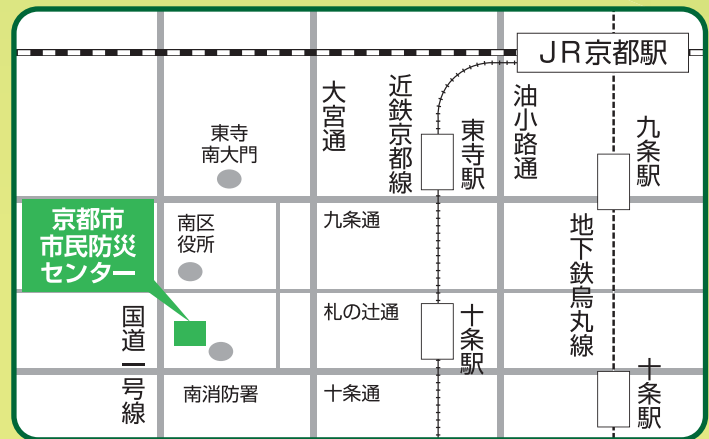 JR京都駅
大宮通
近鉄京都線
東寺駅
油小路通
九条駅
東寺
南大門
京都市
市民防災
センター
南区
役所
九条通
地下鉄烏丸線
国道一号線
札の辻通
十条駅
南消防署
十条通
十条駅